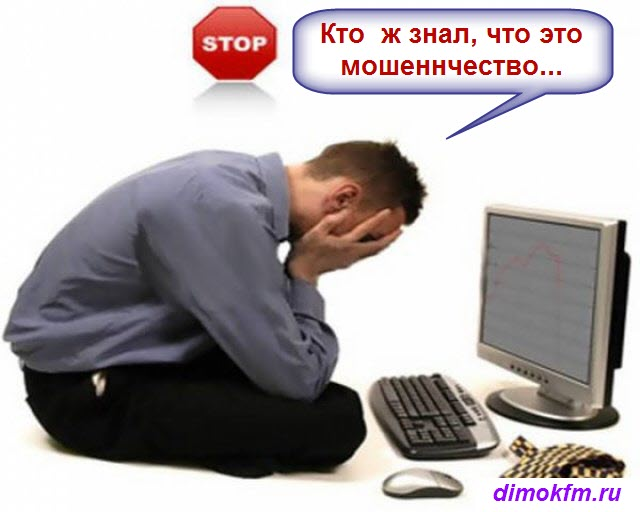 STOP
Кто ж знал, что это
мошеннчество...
dimokfm.ru